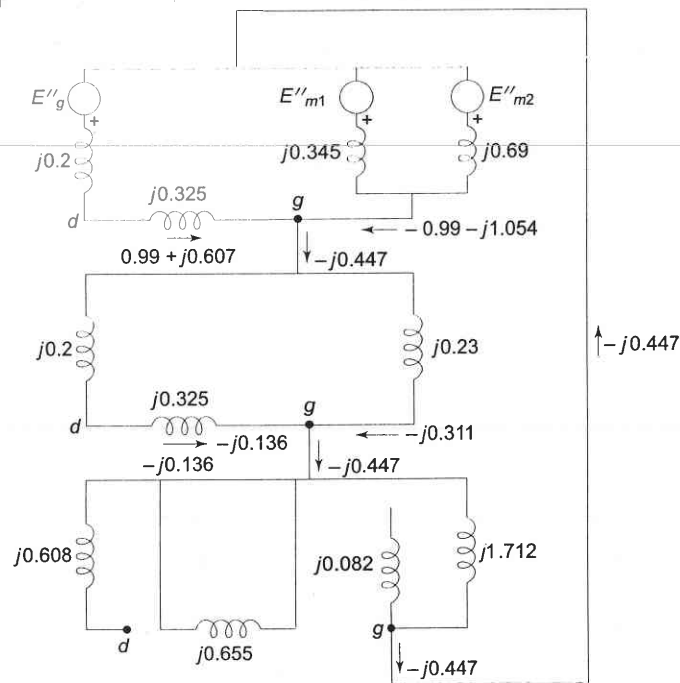 E″g
E″m1
E″m2
+
+
+
j0.2
j0.345
j0.69
j0.325
d
g
0.99 + j0.607
– 0.99 – j1.054
–j0.447
j0.2
j0.23
–j0.447
j0.325
d
g
–j0.136
–j0.136
–j0.311
–j0.447
j0.608
j0.082
j1.712
d
g
j0.655
–j0.447